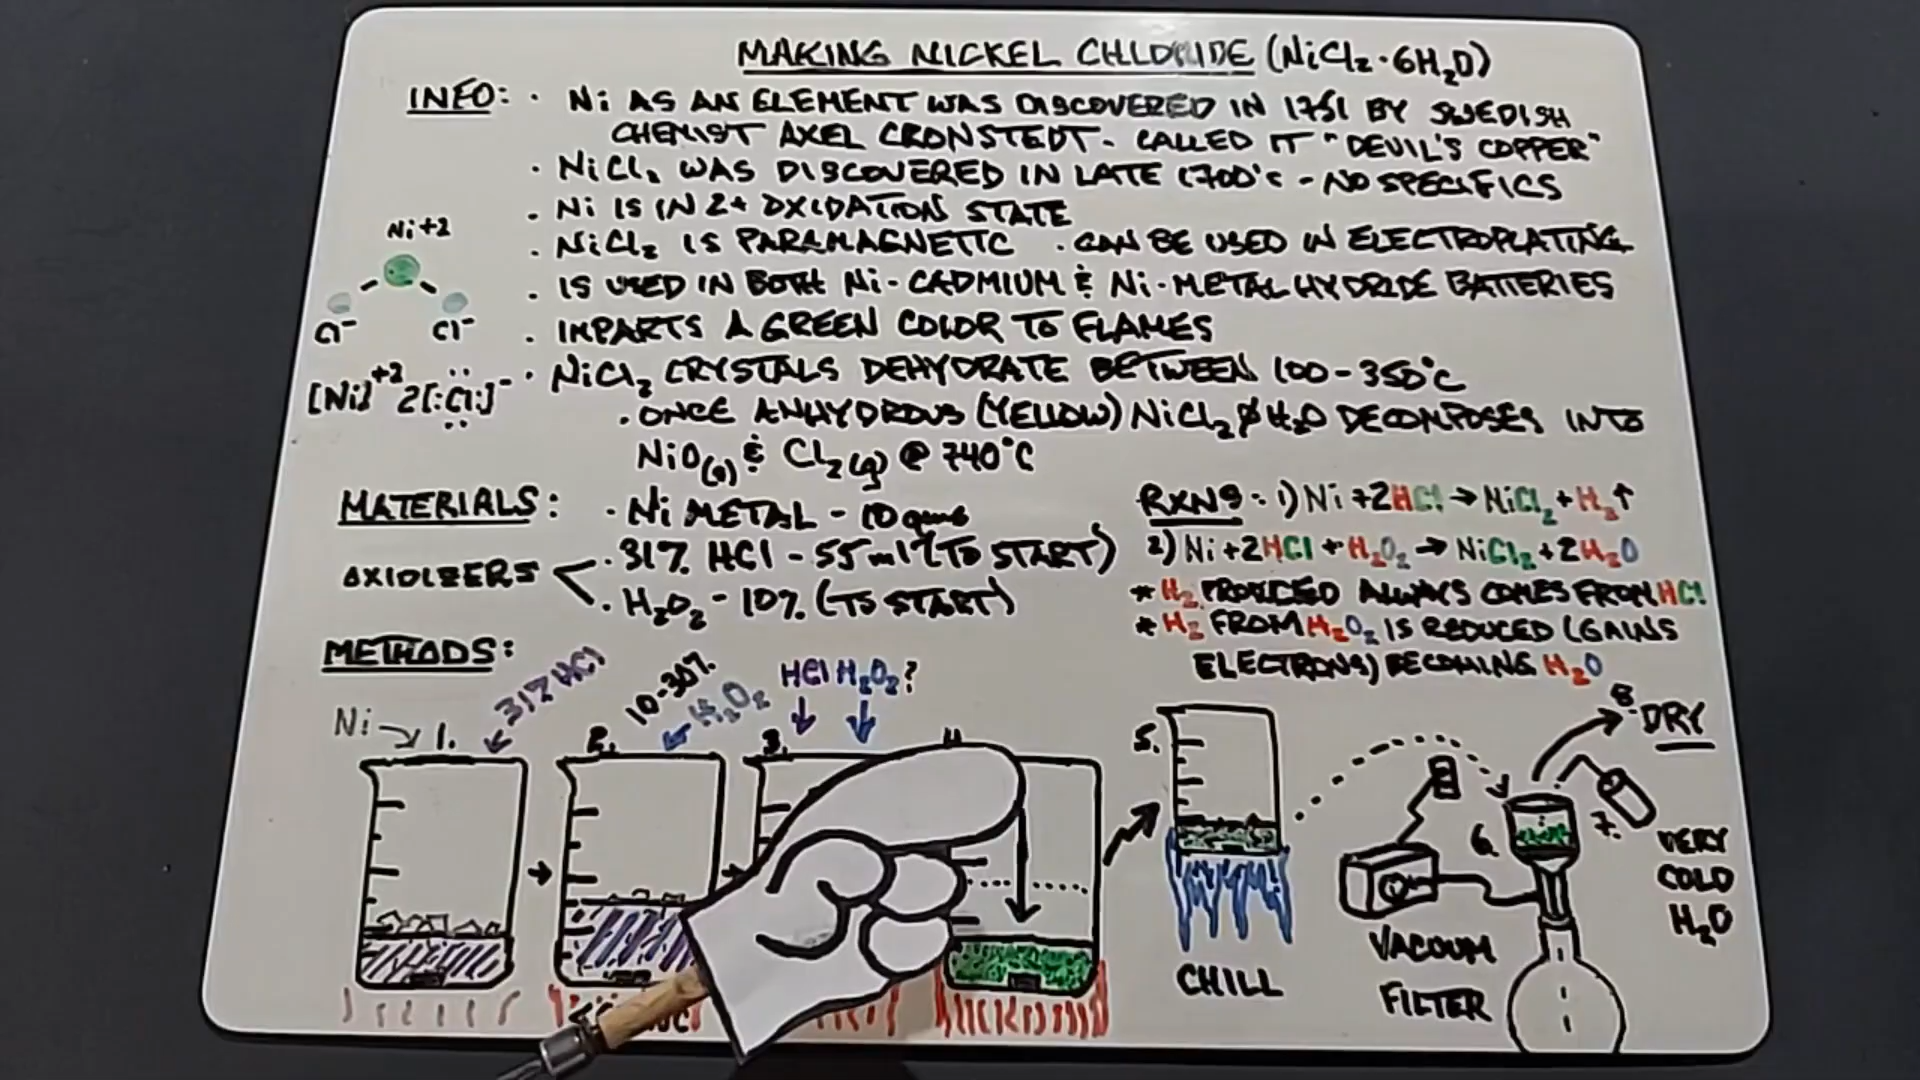 MAKING NICKEL CHLORIDE (NiCl₂·6H₂O)
INFO: · Ni AS AN ELEMENT WAS DISCOVERED IN 1751 BY SWEDISH
CHEMIST AXEL CRONSTEDT - CALLED IT "DEVIL'S COPPER"
· NiCl₂ WAS DISCOVERED IN LATE 1700's - NO SPECIFICS
· Ni IS IN 2+ OXIDATION STATE
· NiCl₂ IS PARAMAGNETIC · CAN BE USED IN ELECTROPLATING
· IS USED IN BOTH Ni-CADMIUM & Ni-METAL HYDRIDE BATTERIES
· IMPARTS A GREEN COLOR TO FLAMES
· NiCl₂ CRYSTALS DEHYDRATE BETWEEN 100-350°C
· ONCE ANHYDROUS (YELLOW) NiCl₂ Ø H₂O DECOMPOSES INTO
NiO(s) & Cl₂(g) @ 740°C
Ni+2
Cl⁻ Cl⁻
[Ni]⁺² 2[:Cl:]⁻
MATERIALS: · Ni METAL - 10 gms
OXIDIZERS < · 31% HCl - 55 ml (TO START)
· H₂O₂ - 10% (TO START)
RXNS - 1) Ni + 2HCl → NiCl₂ + H₂↑
2) Ni + 2HCl + H₂O₂ → NiCl₂ + 2H₂O
* H₂ PRODUCED ALWAYS COMES FROM HCl
* H₂ FROM H₂O₂ IS REDUCED (GAINS
ELECTRONS) BECOMING H₂O
METHODS:
Ni 1. 31% HCl
2. 10-30% H₂O₂
3. HCl H₂O₂?
5.
CHILL
6.
VACUUM
FILTER
7.
VERY
COLD
H₂O
8. DRY